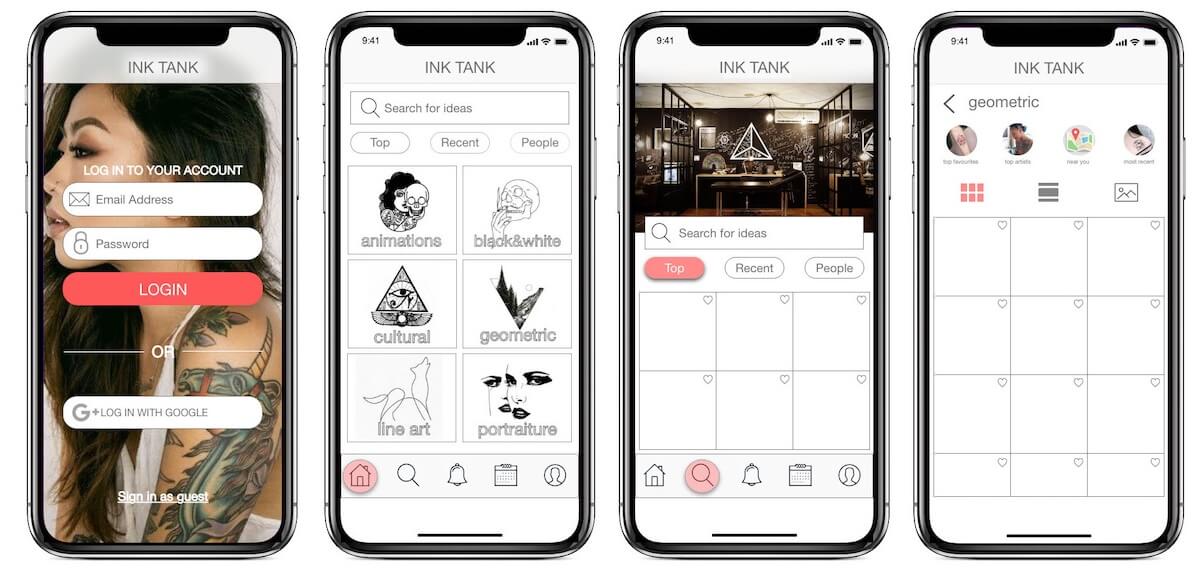 INK TANK
LOG IN TO YOUR ACCOUNT
Email Address
Password
LOGIN
OR
G+ LOG IN WITH GOOGLE
Sign in as guest
9:41
INK TANK
Search for ideas
Top
Recent
People
animations
black&white
cultural
geometric
line art
portraiture
9:41
INK TANK
Search for ideas
Top
Recent
People
9:41
INK TANK
geometric
top favourites
top artists
near you
most recent